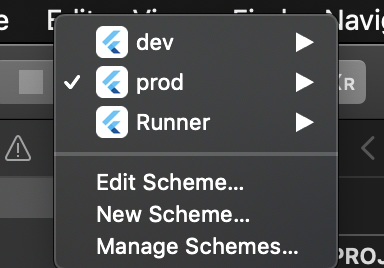 dev
prod
Runner
Edit Scheme...
New Scheme...
Manage Schemes...